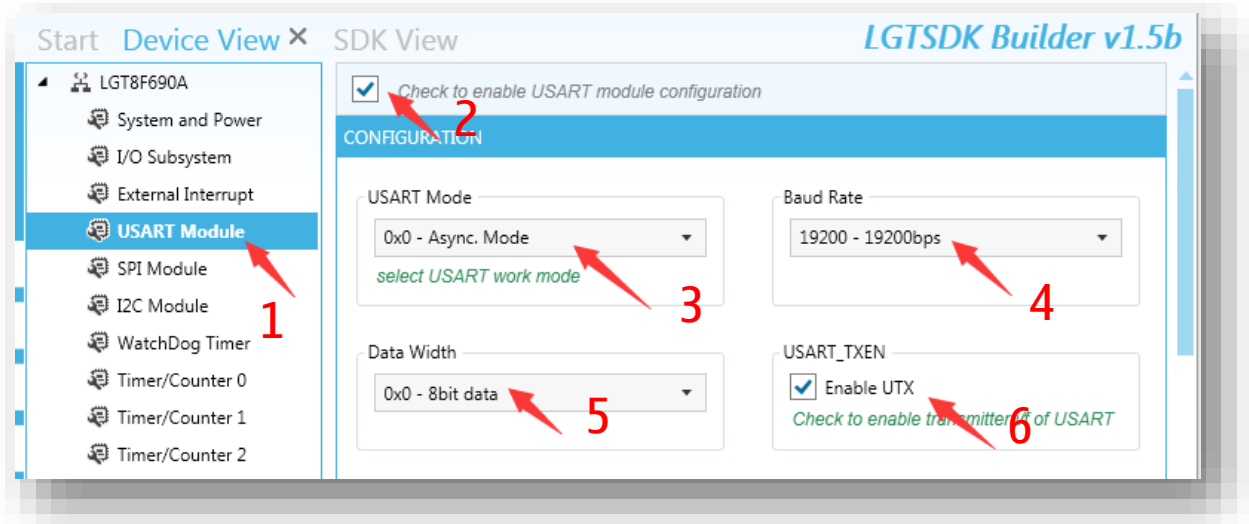 Start Device View × SDK View LGTSDK Builder v1.5b
LGT8F690A
System and Power
I/O Subsystem
External Interrupt
USART Module
SPI Module
I2C Module
WatchDog Timer
Timer/Counter 0
Timer/Counter 1
Timer/Counter 2
1
Check to enable USART module configuration
2
CONFIGURATION
USART Mode
0x0 - Async. Mode
select USART work mode
3
Baud Rate
19200 - 19200bps
4
Data Width
0x0 - 8bit data
5
USART_TXEN
Enable UTX
Check to enable transmitter of USART
6